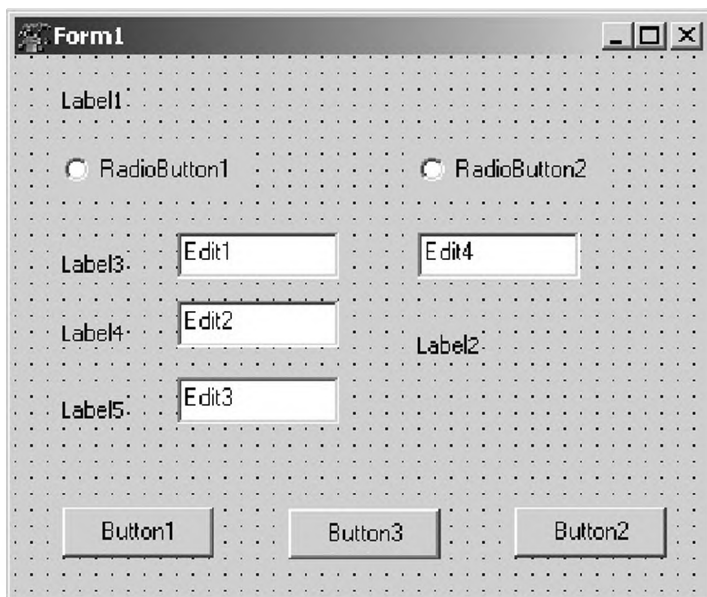 Form1
Label1
RadioButton1 RadioButton2
Label3 Edit1 Edit4
Label4 Edit2
Label2
Label5 Edit3
Button1 Button3 Button2